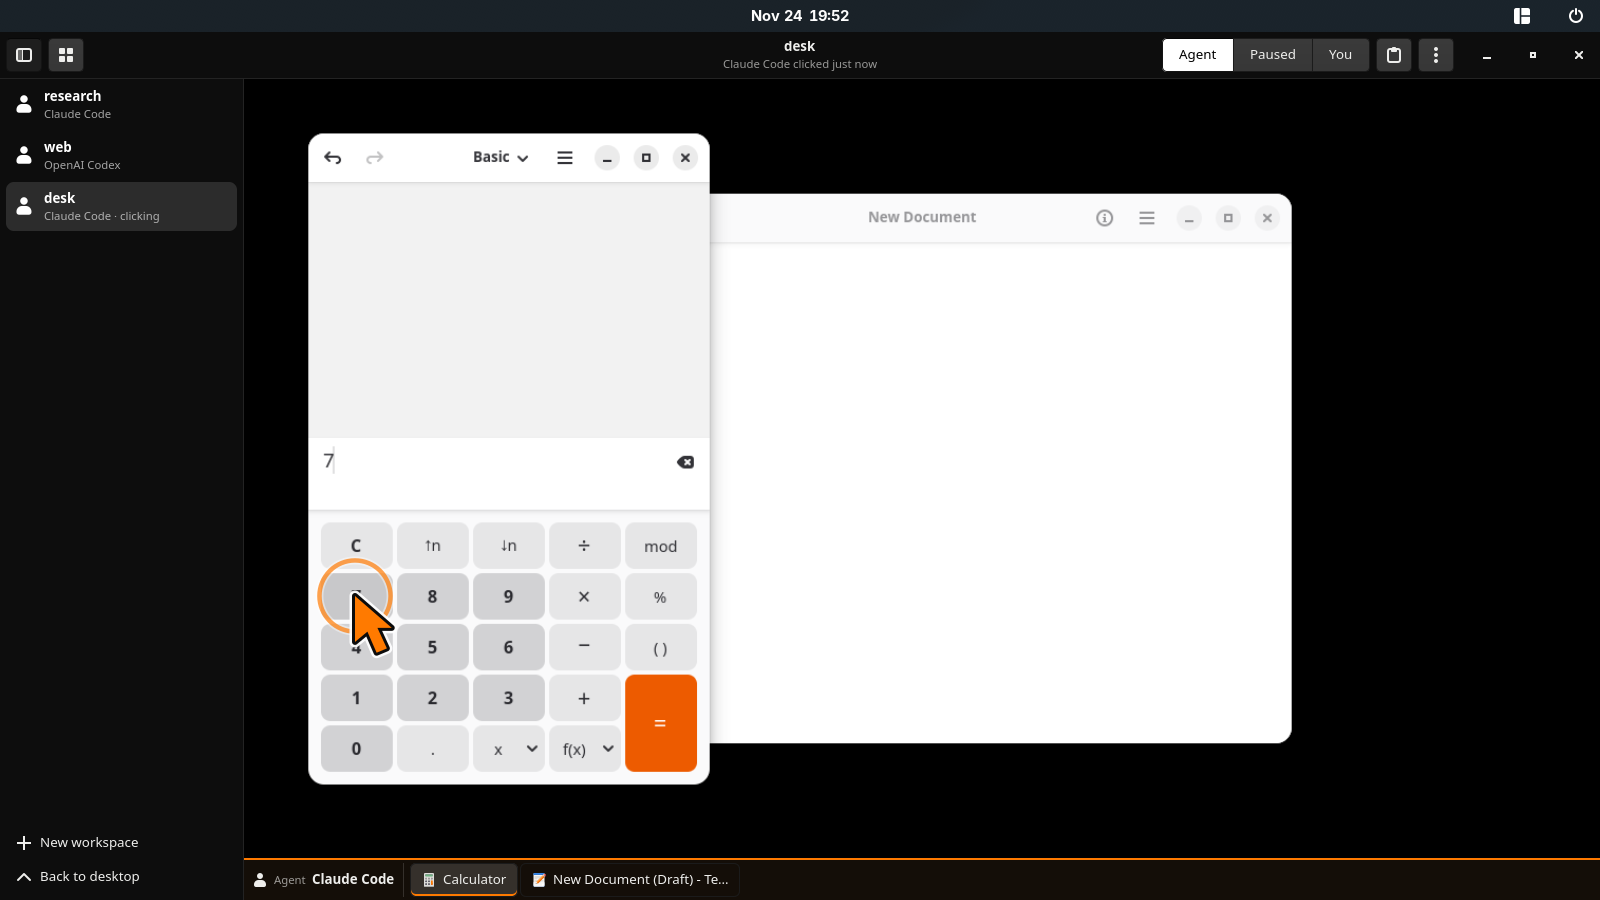 Nov 24 19:52
desk
Claude Code clicked just now
Agent
Paused
You
research
Claude Code
web
OpenAI Codex
desk
Claude Code · clicking
New workspace
Back to desktop
Basic
New Document
7
C ↑n ↓n ÷ mod
8 9 × %
4 5 6 − ( )
1 2 3 +
=
0 . x f(x)
Agent Claude Code
Calculator
New Document (Draft) - Te...